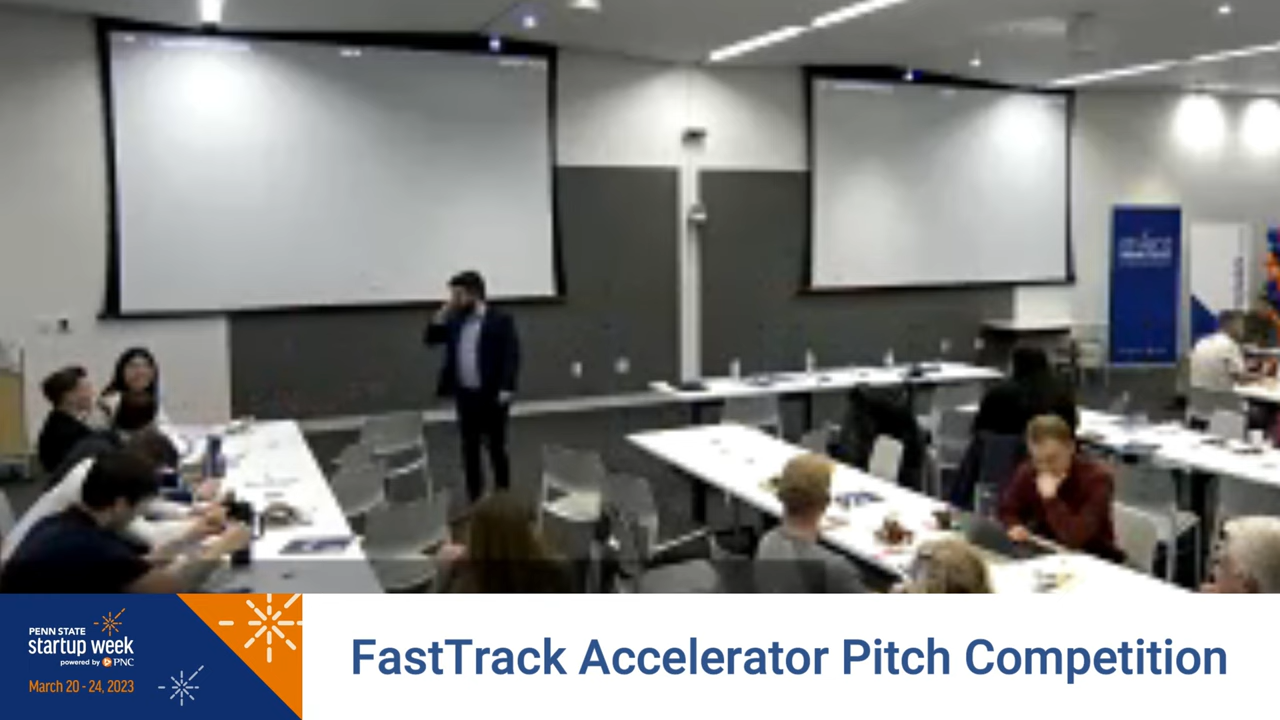 PENN STATE
startup week
powered by PNC
March 20 - 24, 2023
FastTrack Accelerator Pitch Competition